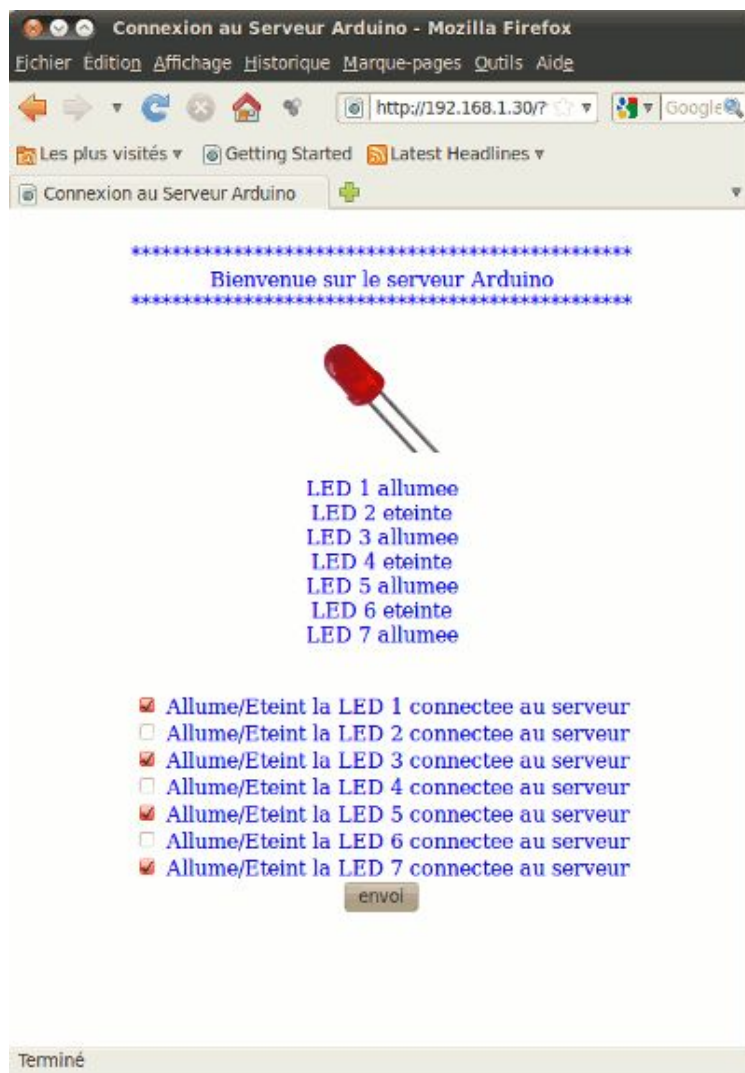 Connexion au Serveur Arduino - Mozilla Firefox
Fichier Édition Affichage Historique Marque-pages Outils Aide
http://192.168.1.30/? Google
Les plus visités Getting Started Latest Headlines
Connexion au Serveur Arduino
**************************************************
Bienvenue sur le serveur Arduino
**************************************************
LED 1 allumee
LED 2 eteinte
LED 3 allumee
LED 4 eteinte
LED 5 allumee
LED 6 eteinte
LED 7 allumee
Allume/Eteint la LED 1 connectee au serveur
Allume/Eteint la LED 2 connectee au serveur
Allume/Eteint la LED 3 connectee au serveur
Allume/Eteint la LED 4 connectee au serveur
Allume/Eteint la LED 5 connectee au serveur
Allume/Eteint la LED 6 connectee au serveur
Allume/Eteint la LED 7 connectee au serveur
envoi
Terminé